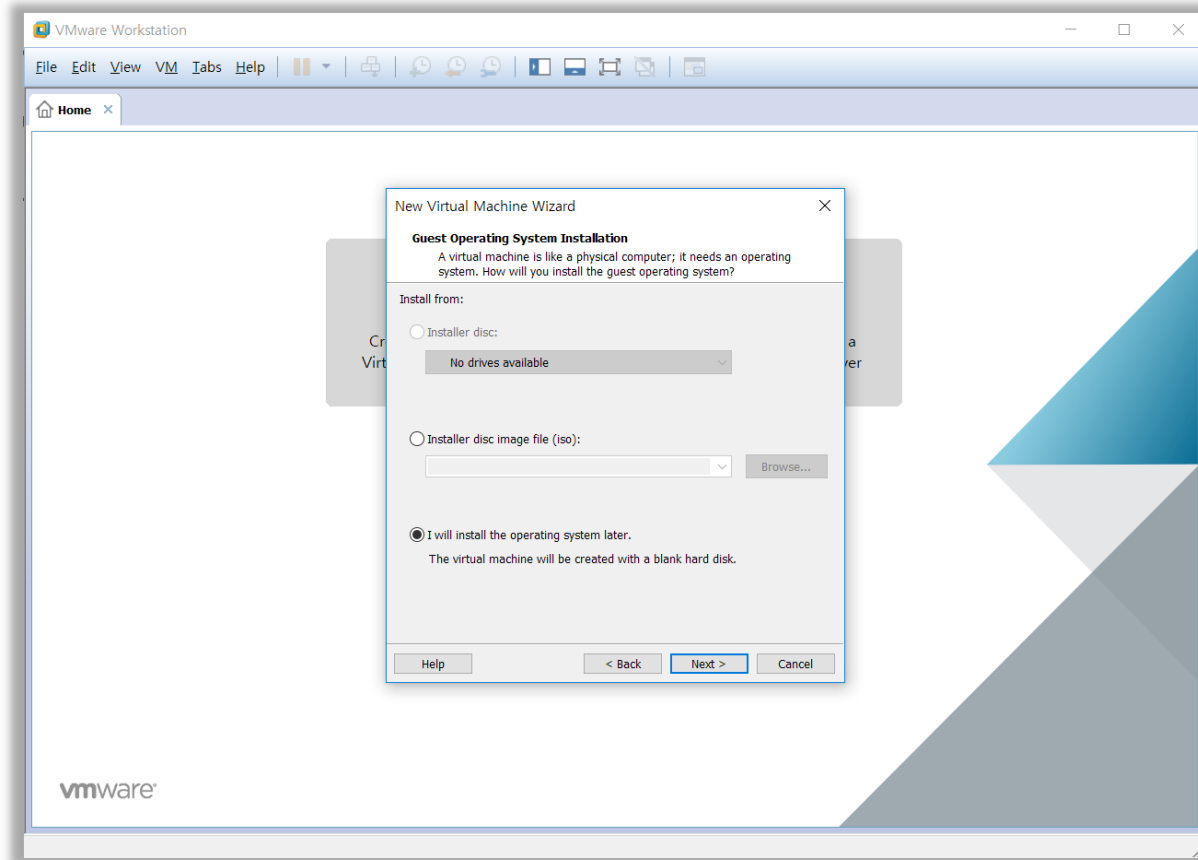 VMware Workstation
File Edit View VM Tabs Help
Home
New Virtual Machine Wizard
Guest Operating System Installation
A virtual machine is like a physical computer; it needs an operating
system. How will you install the guest operating system?
Install from:
Installer disc:
No drives available
Installer disc image file (iso):
Browse...
I will install the operating system later.
The virtual machine will be created with a blank hard disk.
Help < Back Next > Cancel
Cr a
Virt ver
vmware